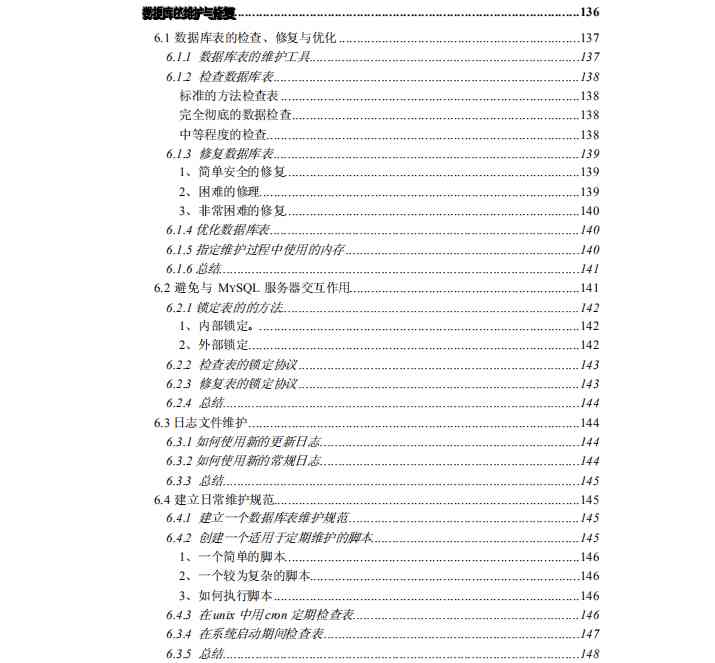 数据库的维护与修复 136
6.1 数据库表的检查、修复与优化 137
6.1.1 数据库表的维护工具 137
6.1.2 检查数据库表 138
标准的方法检查表 138
完全彻底的数据检查 138
中等程度的检查 138
6.1.3 修复数据库表 139
1、简单安全的修复 139
2、困难的修理 139
3、非常困难的修复 140
6.1.4 优化数据库表 140
6.1.5 指定维护过程中使用的内存 140
6.1.6 总结 141
6.2 避免与 MYSQL 服务器交互作用 141
6.2.1 锁定表的的方法 142
1、内部锁定。 142
2、外部锁定 142
6.2.2 检查表的锁定协议 143
6.2.3 修复表的锁定协议 143
6.2.4 总结 144
6.3 日志文件维护 144
6.3.1 如何使用新的更新日志 144
6.3.2 如何使用新的常规日志 144
6.3.3 总结 145
6.4 建立日常维护规范 145
6.4.1 建立一个数据库表维护规范 145
6.4.2 创建一个适用于定期维护的脚本 145
1、一个简单的脚本 146
2、一个较为复杂的脚本 146
3、如何执行脚本 146
6.4.3 在 unix 中用 cron 定期检查表 146
6.3.4 在系统启动期间检查表 147
6.3.5 总结 148